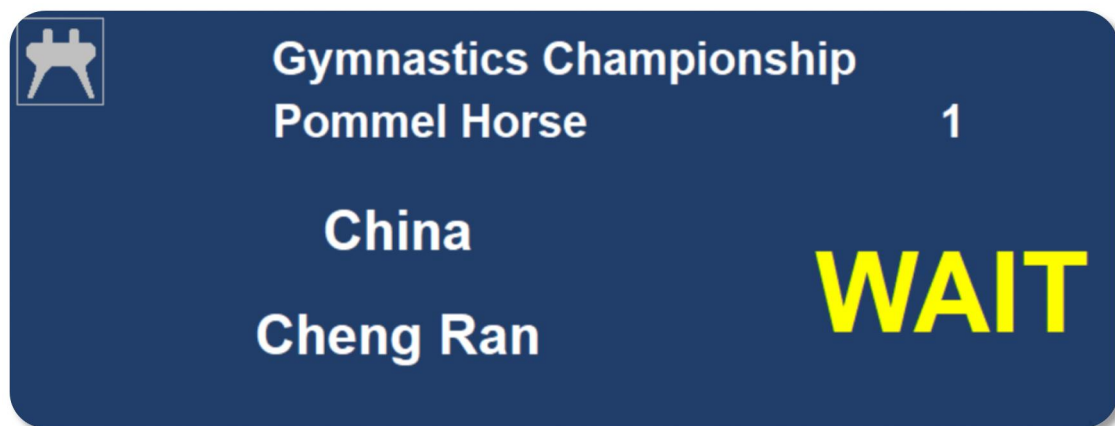 Gymnastics Championship
Pommel Horse 1
China
WAIT
Cheng Ran